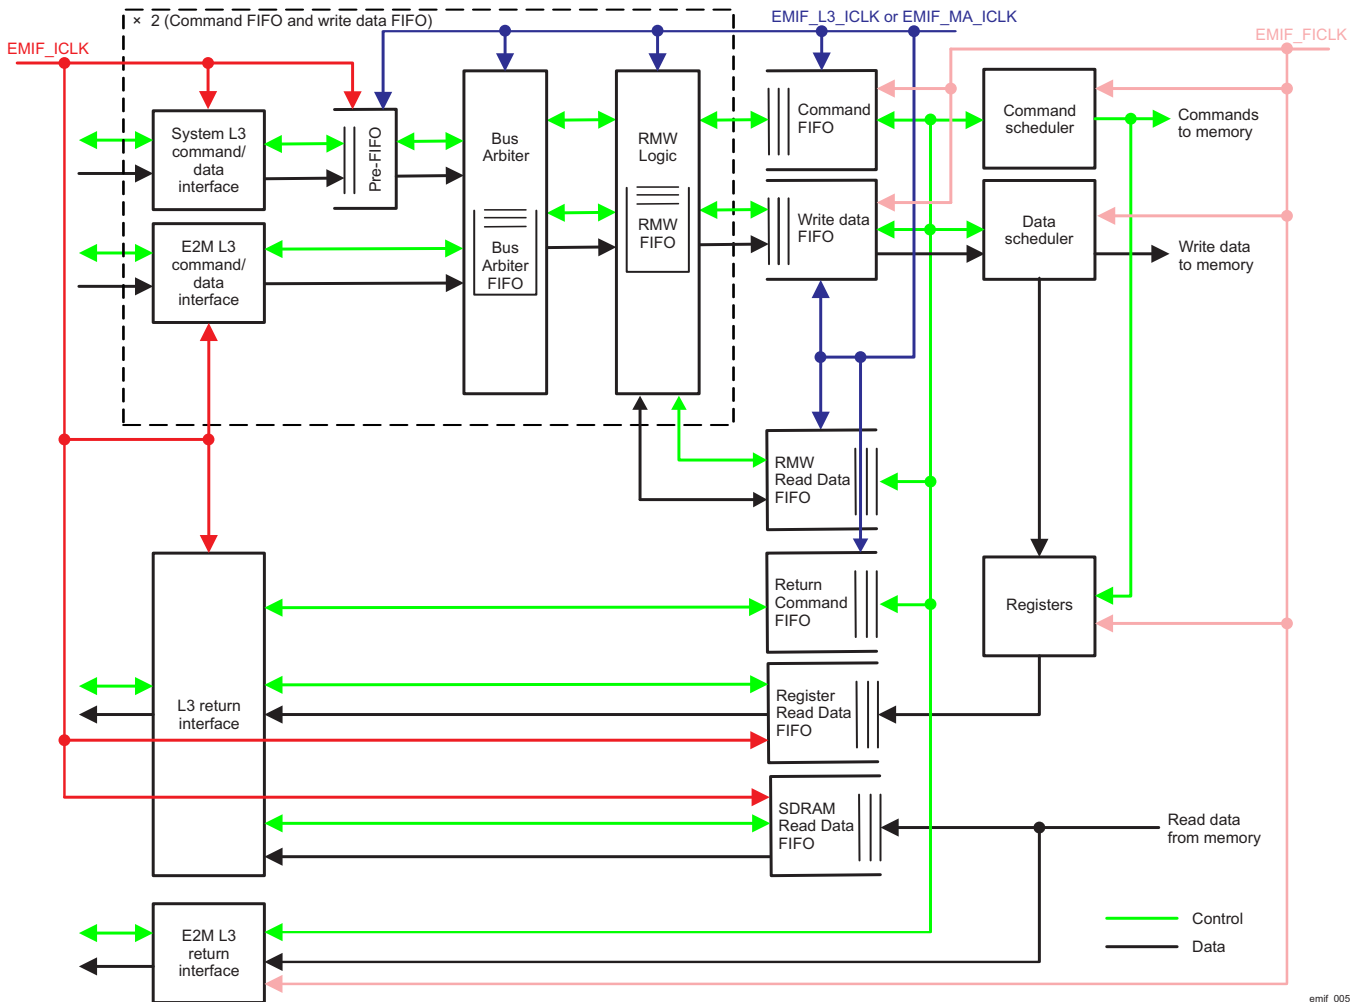 × 2 (Command FIFO and write data FIFO)
EMIF_L3_ICLK or EMIF_MA_ICLK
EMIF_FICLK
EMIF_ICLK
System L3
command/
data
interface
Pre-FIFO
Bus
Arbiter
RMW
Logic
Command
FIFO
Command
scheduler
Commands
to memory
E2M L3
command/
data
interface
Bus
Arbiter
FIFO
RMW
FIFO
Write data
FIFO
Data
scheduler
Write data
to memory
RMW
Read Data
FIFO
Return
Command
FIFO
Registers
L3 return
interface
Register
Read Data
FIFO
SDRAM
Read Data
FIFO
Read data
from memory
E2M L3
return
interface
Control
Data
emif_005